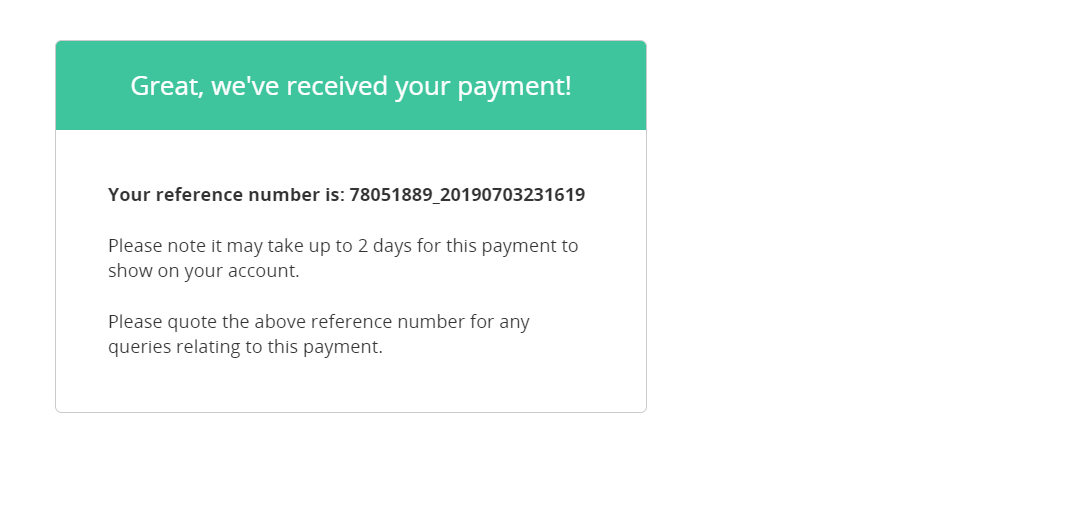 Great, we've received your payment!
Your reference number is: 78051889_20190703231619
Please note it may take up to 2 days for this payment to
show on your account.
Please quote the above reference number for any
queries relating to this payment.